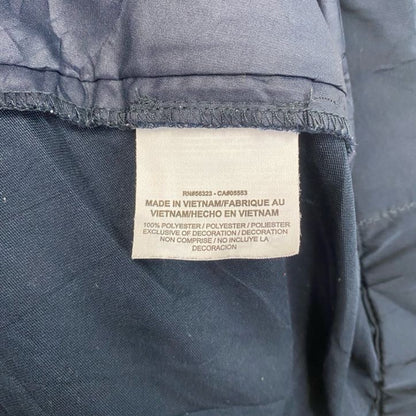 RN#56323 - CA#05553
MADE IN VIETNAM/FABRIQUE AU
VIETNAM/HECHO EN VIETNAM
100% POLYESTER / POLYESTER / POLIESTER
EXCLUSIVE OF DECORATION / DECORATION
NON COMPRISE / NO INCLUYE LA
DECORACION